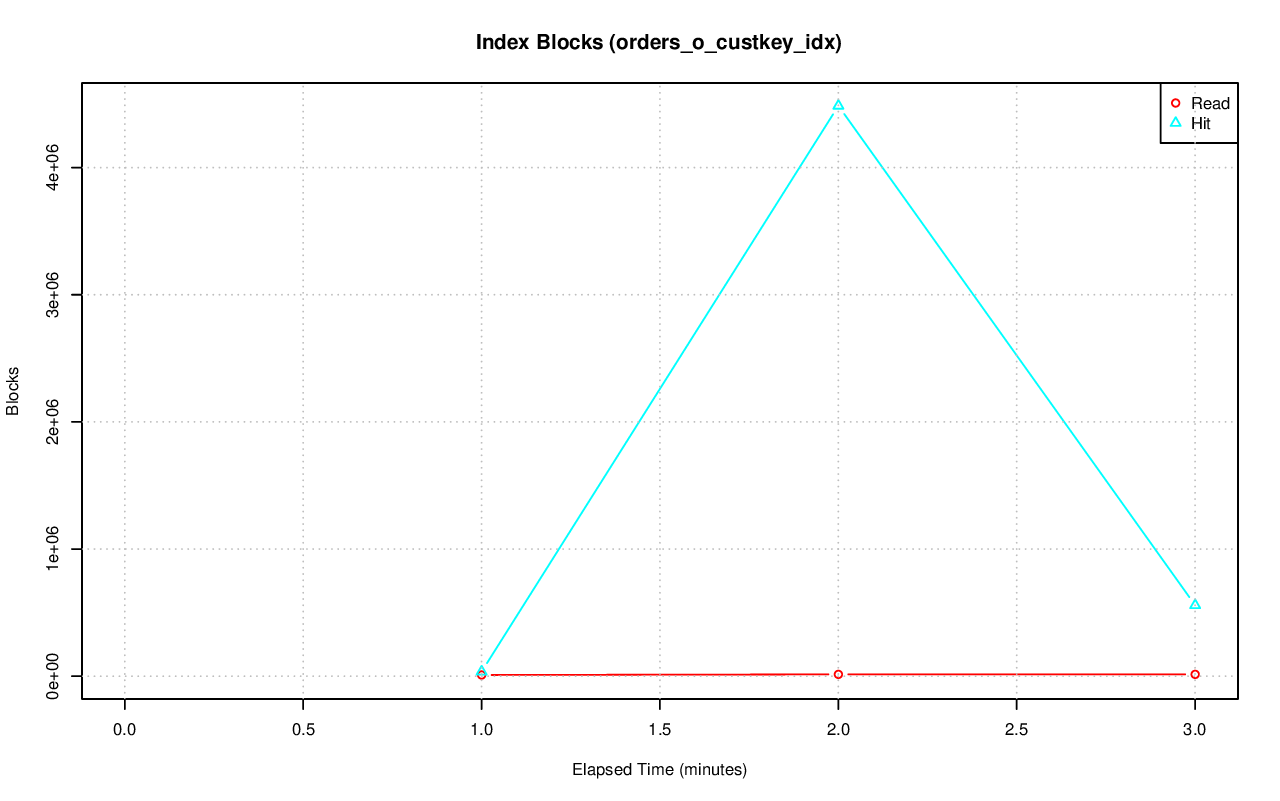 Index Blocks (orders_o_custkey_idx)
Read
Hit
4e+06
3e+06
2e+06
1e+06
0e+00
Blocks
0.0 0.5 1.0 1.5 2.0 2.5 3.0
Elapsed Time (minutes)